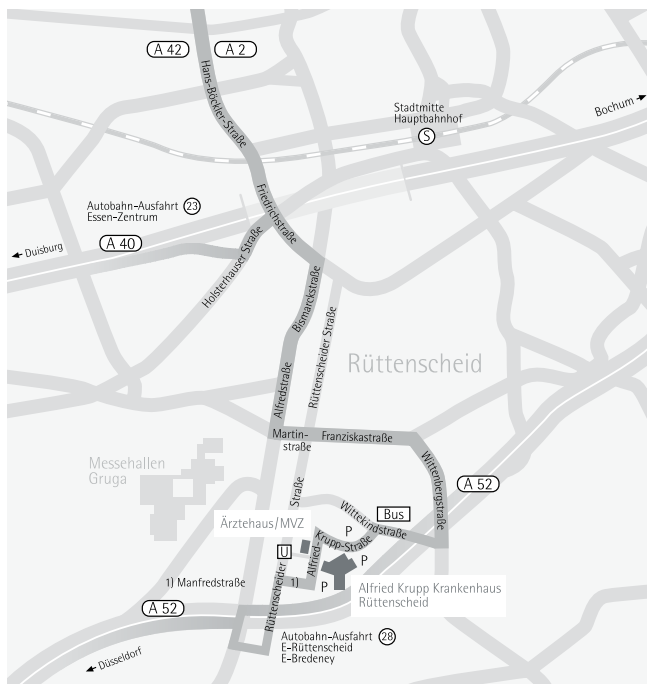 A 42
A 2
Hans-Böckler-Straße
Stadtmitte
Hauptbahnhof
S
Bochum
Autobahn-Ausfahrt 23
Essen-Zentrum
Friedrichstraße
Duisburg
A 40
Holsterhauser Straße
Bismarckstraße
Rüttenscheider Straße
Rüttenscheid
Alfredstraße
Martin-
straße
Franziskastraße
Messehallen
Gruga
Wittenbergstraße
A 52
Straße
Wittekindstraße
Bus
Ärztehaus/MVZ
P
Krupp-Straße
U
Alfried-
P
1) Manfredstraße
1)
P
Alfried Krupp Krankenhaus
Rüttenscheid
A 52
Rüttenscheider
Autobahn-Ausfahrt 28
E-Rüttenscheid
E-Bredeney
Düsseldorf